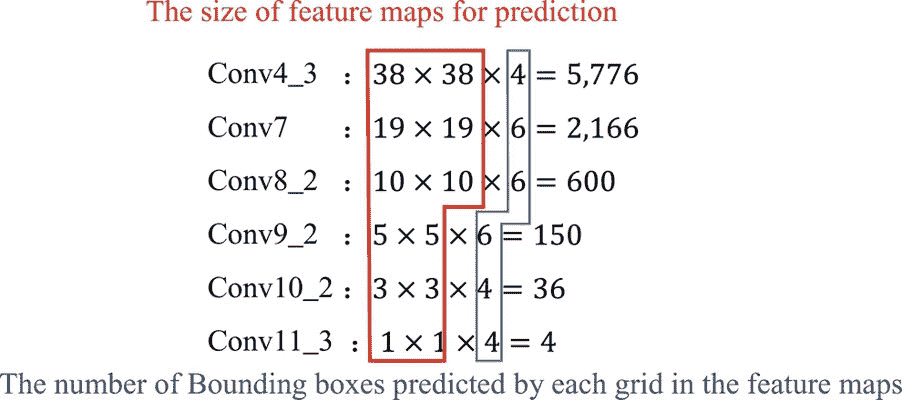 The size of feature maps for prediction
Conv4_3 : 38 × 38 × 4 = 5,776
Conv7 : 19 × 19 × 6 = 2,166
Conv8_2 : 10 × 10 × 6 = 600
Conv9_2 : 5 × 5 × 6 = 150
Conv10_2 : 3 × 3 × 4 = 36
Conv11_3 : 1 × 1 × 4 = 4
The number of Bounding boxes predicted by each grid in the feature maps